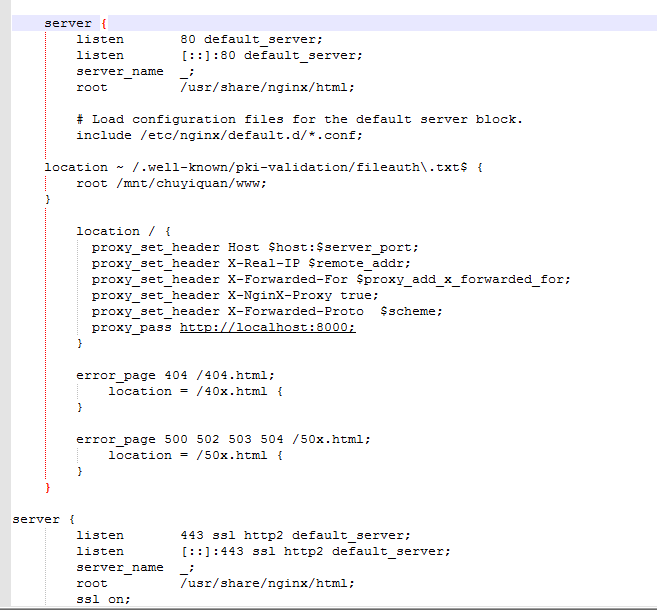 server {
listen 80 default_server;
listen [::]:80 default_server;
server_name _;
root /usr/share/nginx/html;
# Load configuration files for the default server block.
include /etc/nginx/default.d/*.conf;
location ~ /.well-known/pki-validation/fileauth\.txt$ {
root /mnt/chuyiquan/www;
}
location / {
proxy_set_header Host $host:$server_port;
proxy_set_header X-Real-IP $remote_addr;
proxy_set_header X-Forwarded-For $proxy_add_x_forwarded_for;
proxy_set_header X-NginX-Proxy true;
proxy_set_header X-Forwarded-Proto  $scheme;
proxy_pass http://localhost:8000;
}
error_page 404 /404.html;
location = /40x.html {
}
error_page 500 502 503 504 /50x.html;
location = /50x.html {
}
}
server {
listen 443 ssl http2 default_server;
listen [::]:443 ssl http2 default_server;
server_name _;
root /usr/share/nginx/html;
ssl on;